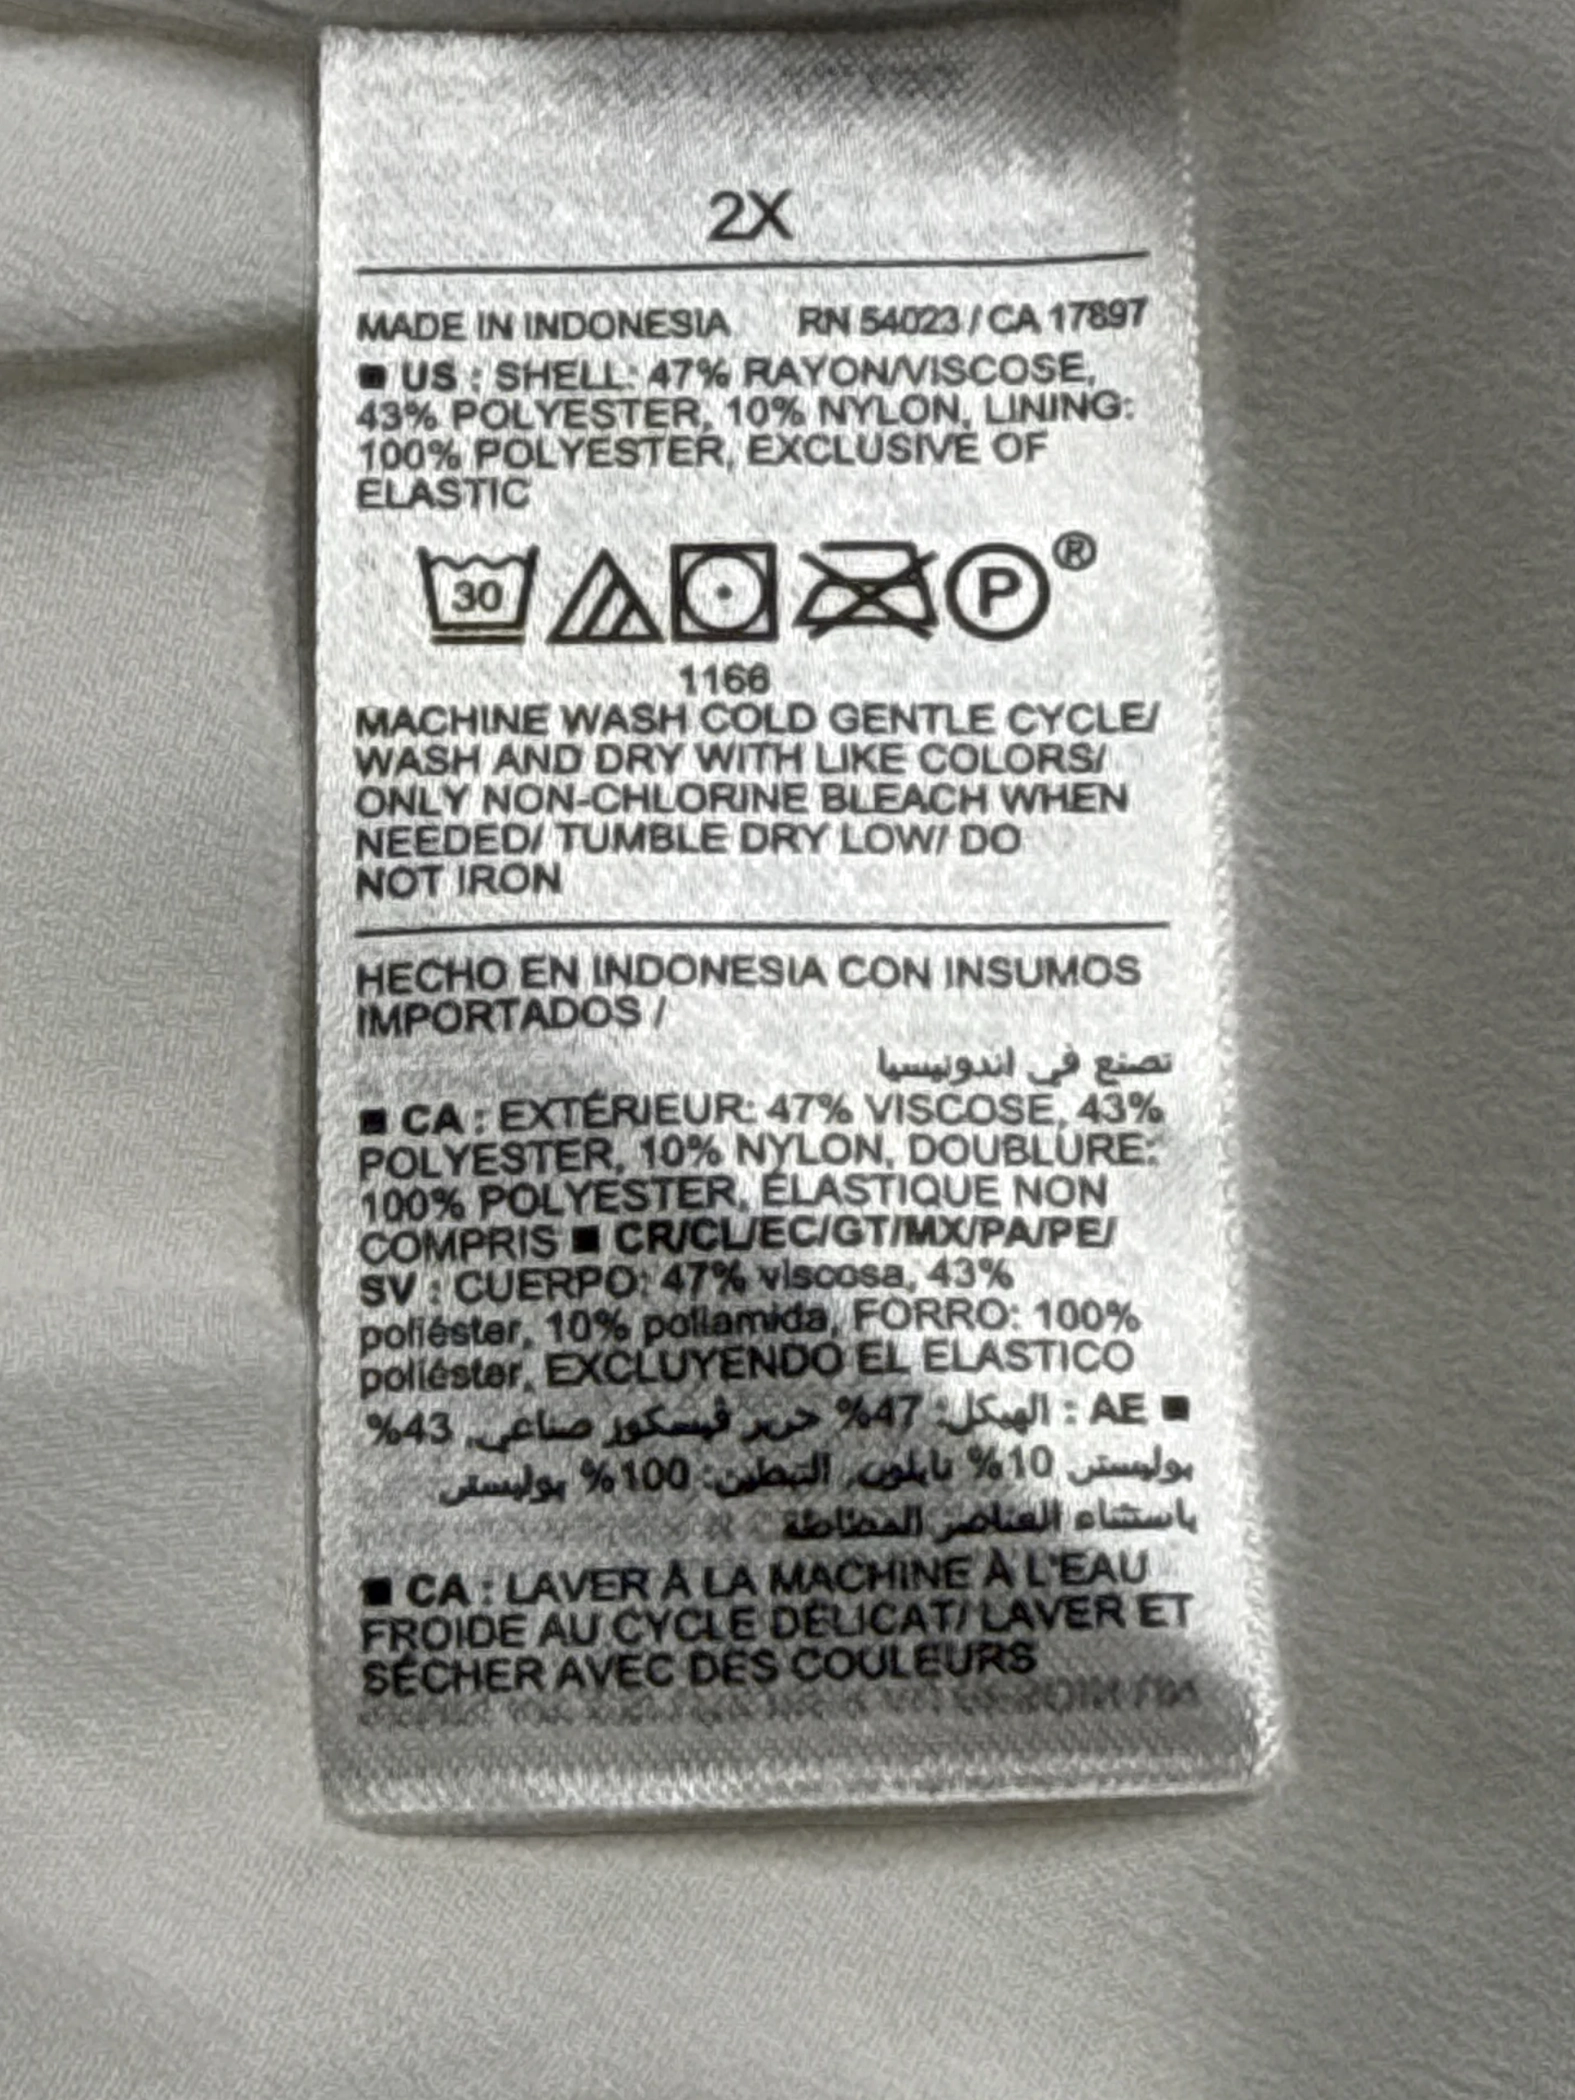 2X
MADE IN INDONESIA RN 54023 / CA 17897
■ US : SHELL: 47% RAYON/VISCOSE,
43% POLYESTER, 10% NYLON, LINING:
100% POLYESTER, EXCLUSIVE OF
ELASTIC
30 P ®
1166
MACHINE WASH COLD GENTLE CYCLE/
WASH AND DRY WITH LIKE COLORS/
ONLY NON-CHLORINE BLEACH WHEN
NEEDED/ TUMBLE DRY LOW/ DO
NOT IRON
HECHO EN INDONESIA CON INSUMOS
IMPORTADOS /
تصنع في اندونيسيا
■ CA : EXTÉRIEUR: 47% VISCOSE, 43%
POLYESTER, 10% NYLON, DOUBLURE:
100% POLYESTER, ÉLASTIQUE NON
COMPRIS ■ CR/CL/EC/GT/MX/PA/PE/
SV : CUERPO: 47% viscosa, 43%
poliéster, 10% poliamida, FORRO: 100%
poliéster, EXCLUYENDO EL ELASTICO
■ AE : الهيكل: 47% حرير فيسكوز صناعي, 43%
بوليستر, 10% نايلون, التبطين: 100% بوليستر
باستثناء العناصر المطاطة
■ CA : LAVER À LA MACHINE À L'EAU
FROIDE AU CYCLE DÉLICAT/ LAVER ET
SÉCHER AVEC DES COULEURS